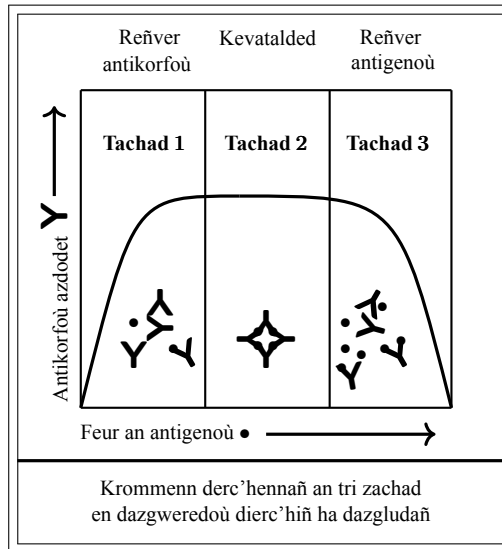 Reñver
antikorfoù
Kevatalded
Reñver
antigenoù
Tachad 1
Tachad 2
Tachad 3
Antikorfoù azdodet
Feur an antigenoù
Krommenn derc’hennañ an tri zachad
en dazgweredoù dierc’hiñ ha dazgludañ